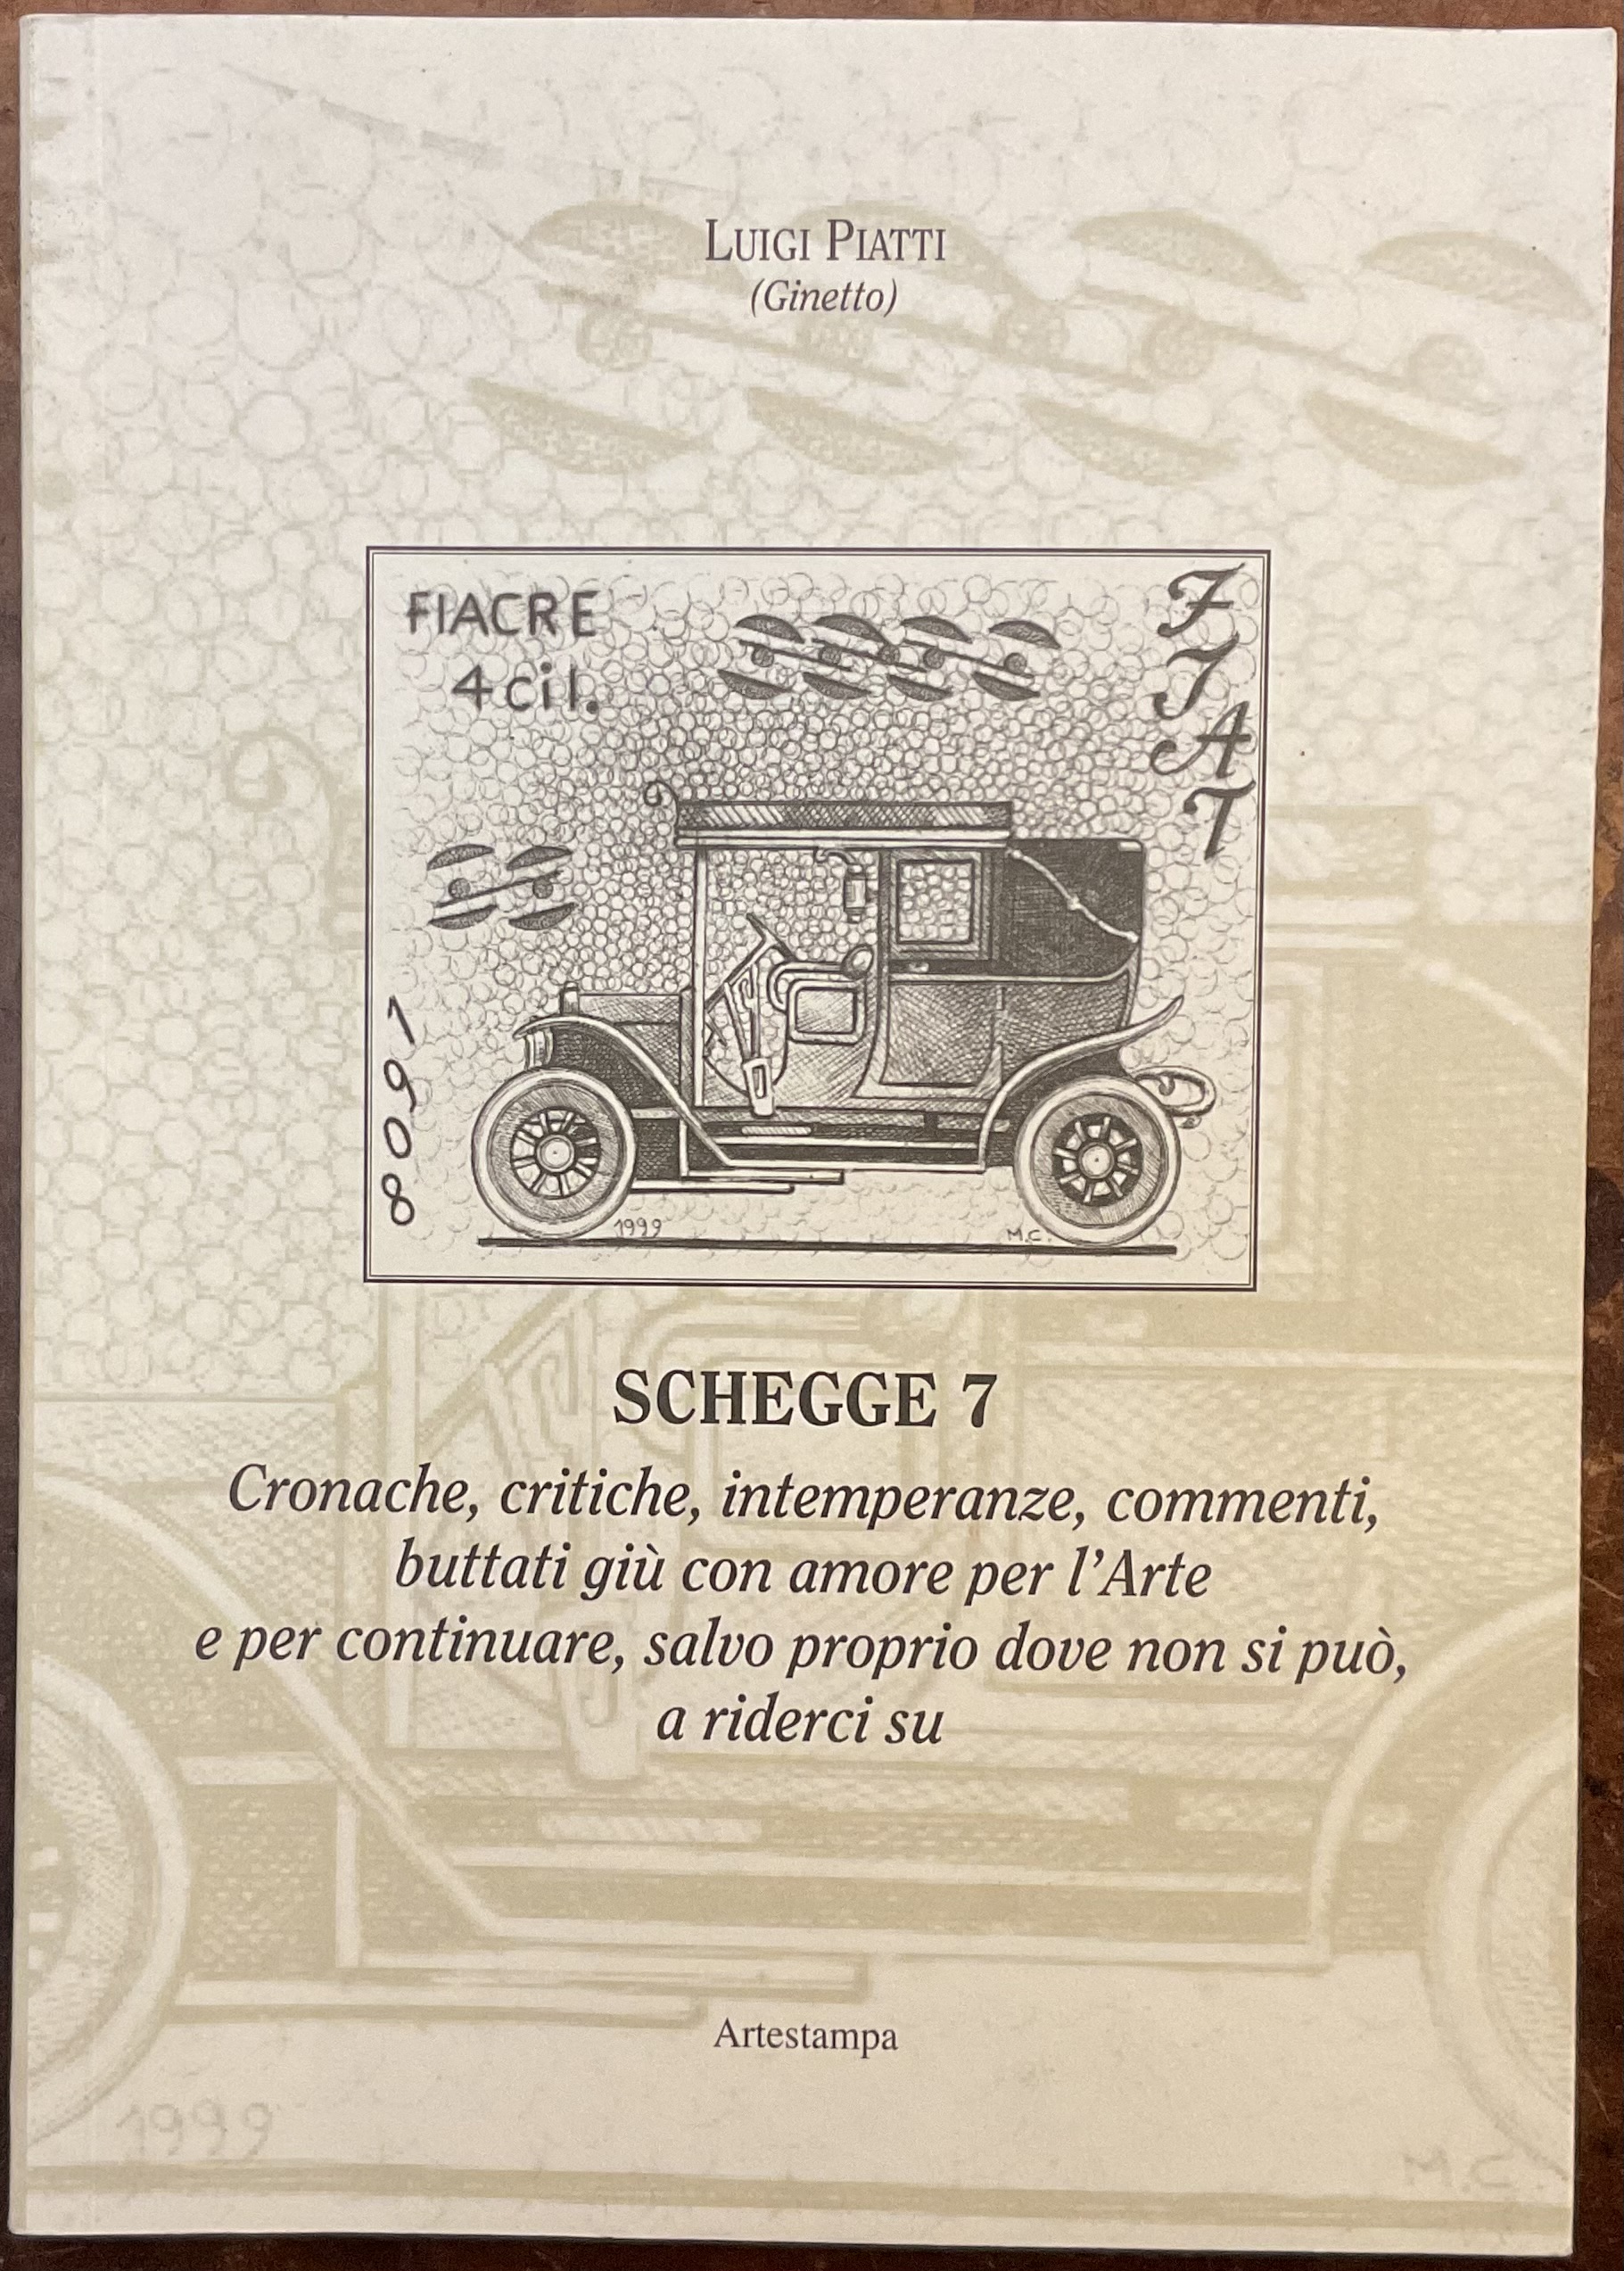 LUIGI PIATTI
(Ginetto)
FIACRE
4 cil.
FIAT
1908
1999
M.C.
SCHEGGE 7
Cronache, critiche, intemperanze, commenti,
buttati giù con amore per l'Arte
e per continuare, salvo proprio dove non si può,
a riderci su
Artestampa
1999
M.C.